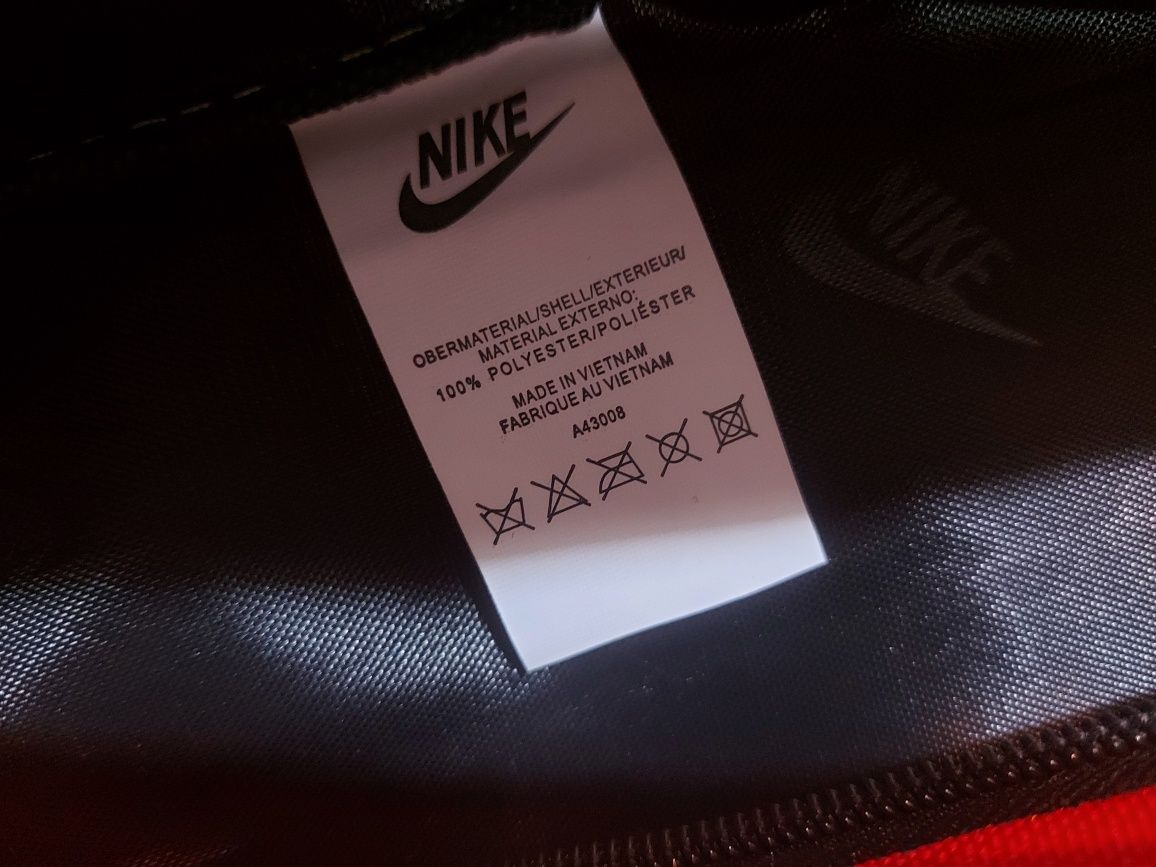 NIKE
OBERMATERIAL/SHELL/EXTERIEUR/
MATERIAL EXTERNO:
100% POLYESTER/POLIÉSTER
MADE IN VIETNAM
FABRIQUE AU VIETNAM
A43008
NIKE